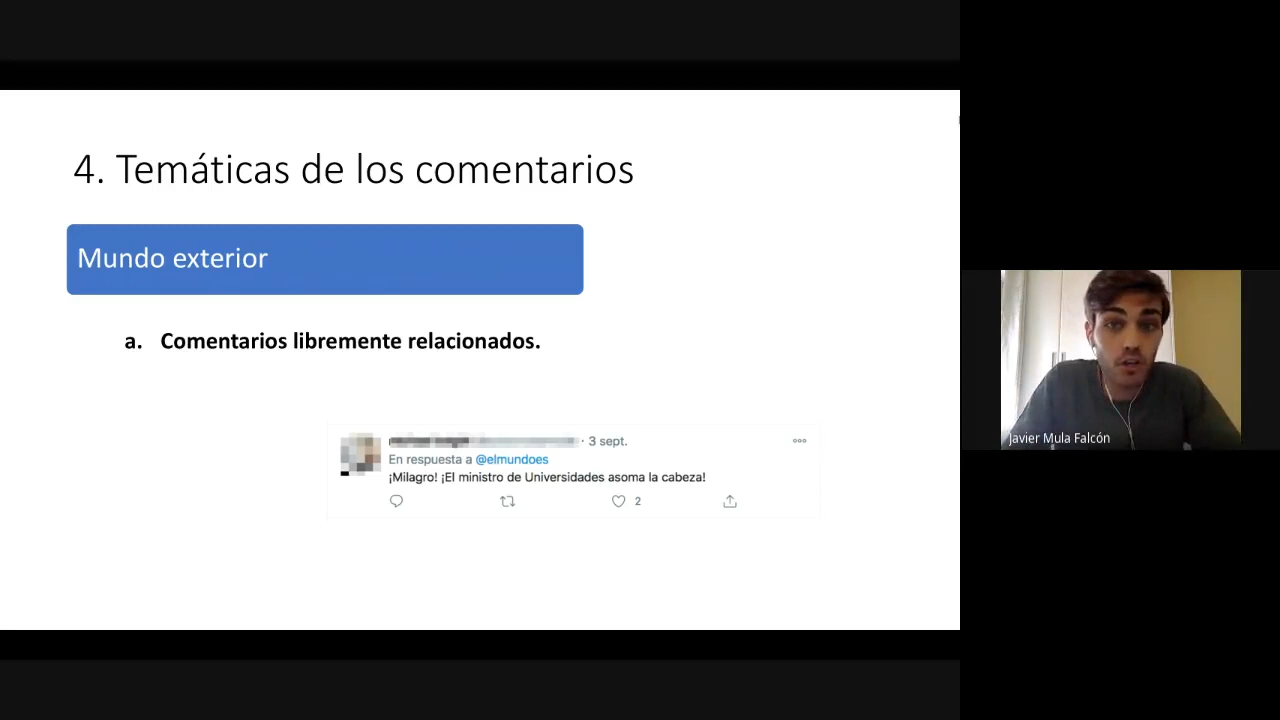 4. Temáticas de los comentarios
Mundo exterior
a. Comentarios libremente relacionados.
· 3 sept.
En respuesta a @elmundoes
¡Milagro! ¡El ministro de Universidades asoma la cabeza!
2
Javier Mula Falcón